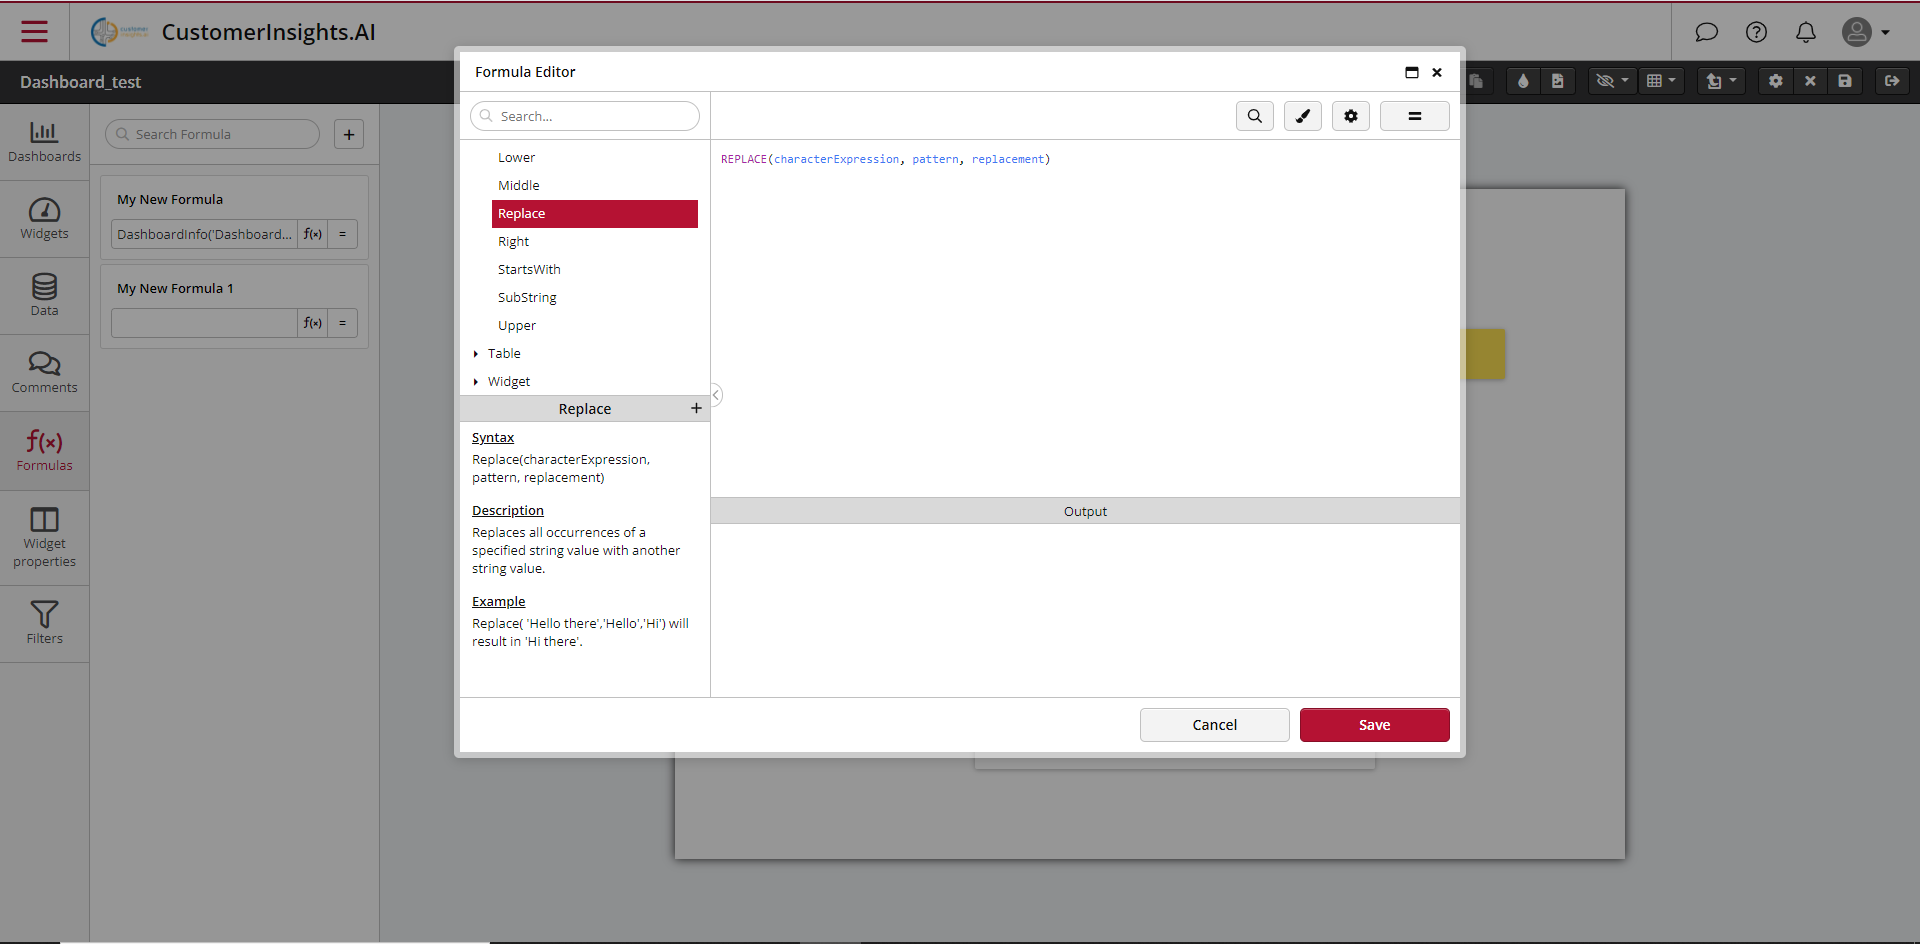 CustomerInsights.AI
Dashboard_test
Dashboards
Widgets
Data
Comments
f(x)
Formulas
Widget
properties
Filters
Search Formula
+
My New Formula
DashboardInfo('Dashboard... f(x) =
My New Formula 1
f(x) =
Formula Editor
Search...
=
Lower
Middle
Replace
Right
StartsWith
SubString
Upper
Table
Widget
Replace +
Syntax
Replace(characterExpression,
pattern, replacement)
Description
Replaces all occurrences of a
specified string value with another
string value.
Example
Replace( 'Hello there','Hello','Hi') will
result in 'Hi there'.
REPLACE(characterExpression, pattern, replacement)
Output
Cancel
Save